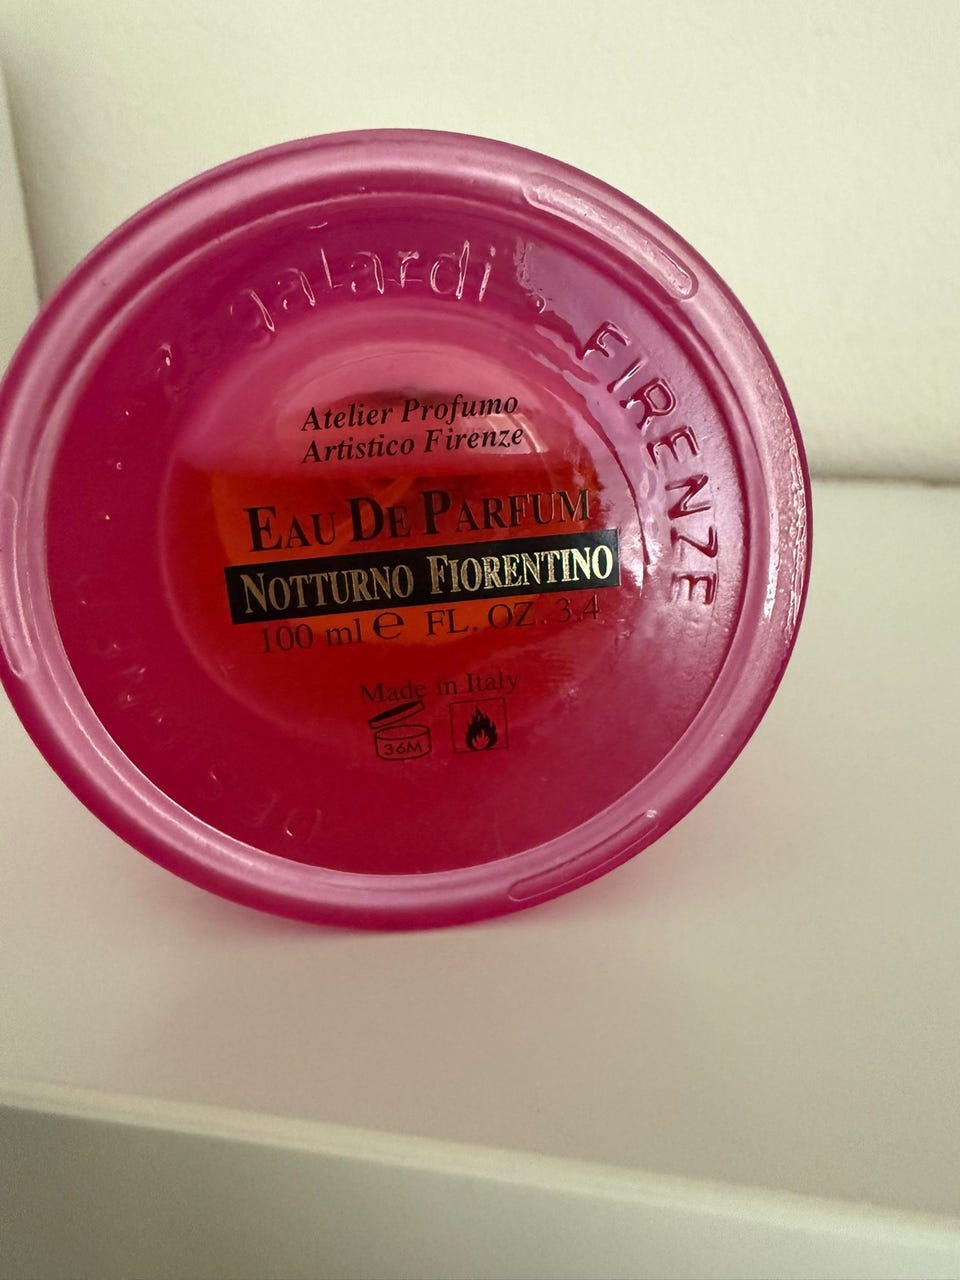 galardi
FIRENZE
Atelier Profumo
Artistico Firenze
EAU DE PARFUM
NOTTURNO FIORENTINO
100 ml e FL. OZ. 3.4
Made in Italy
36M